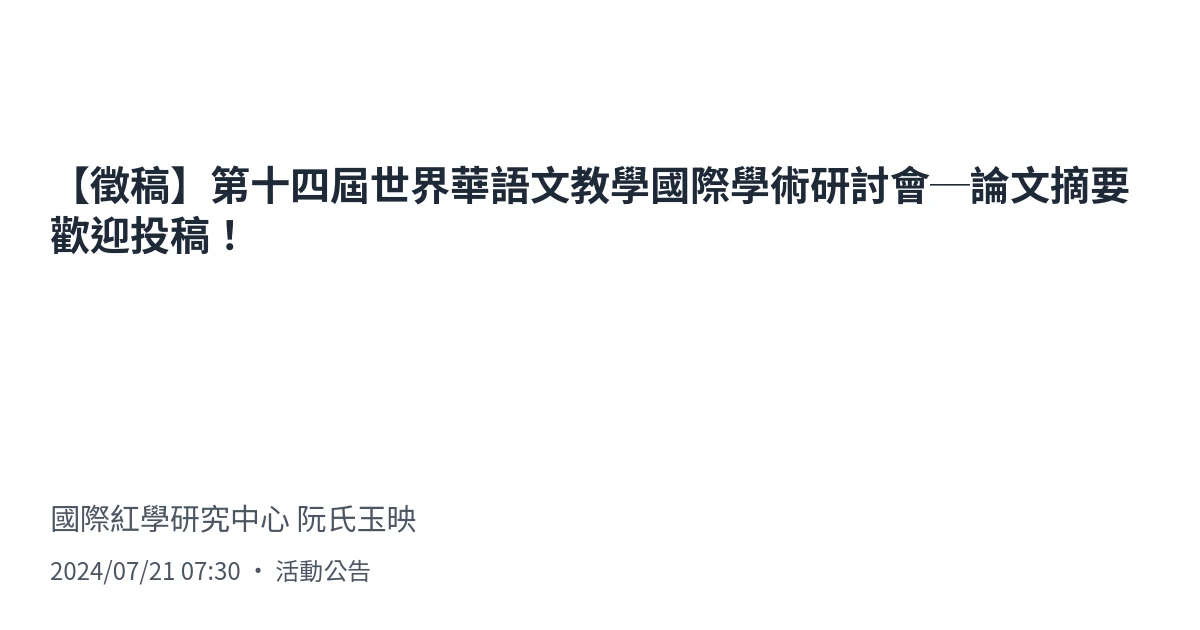 【徵稿】第十四屆世界華語文教學國際學術研討會─論文摘要
歡迎投稿！
國際紅學研究中心 阮氏玉映
2024/07/21 07:30 ・ 活動公告